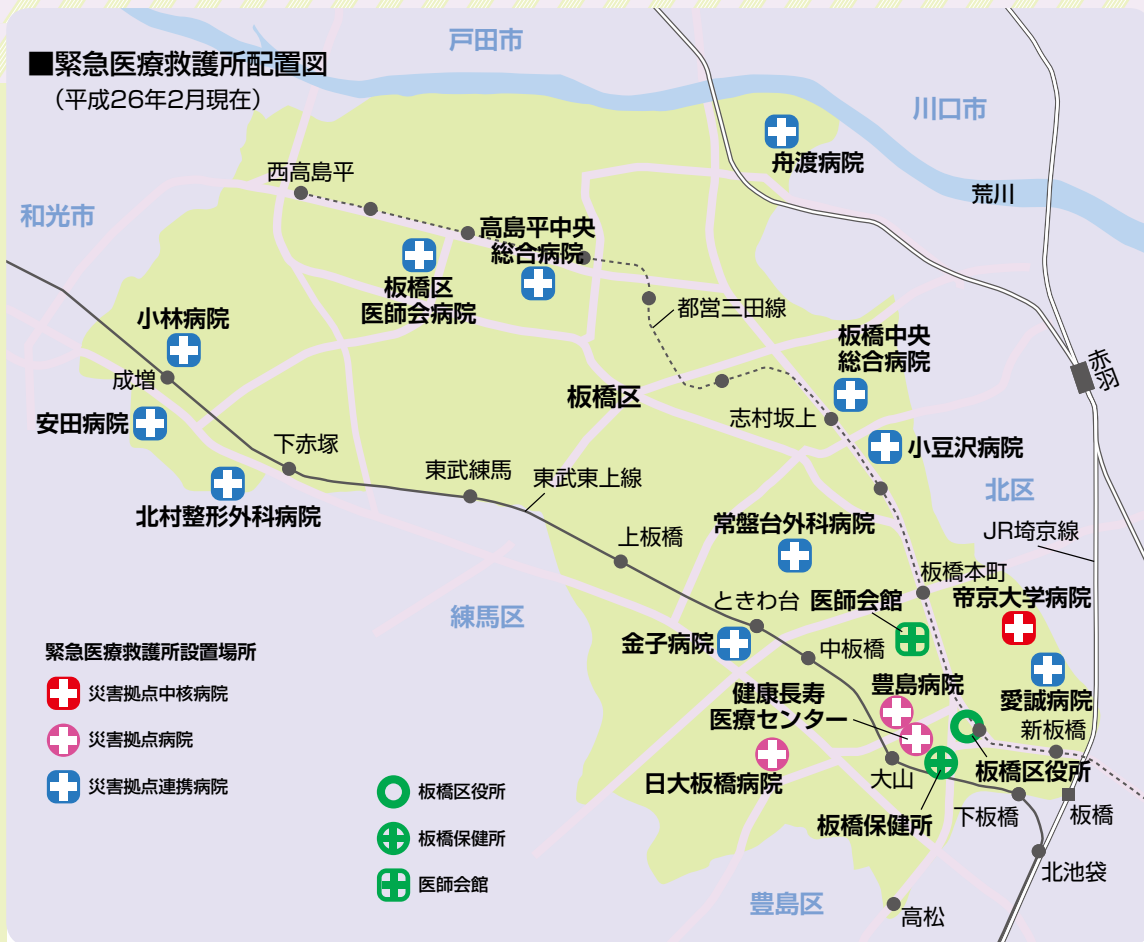 ■緊急医療救護所配置図
(平成26年2月現在)
戸田市
川口市
舟渡病院
荒川
西高島平
和光市
高島平中央
総合病院
板橋区
医師会病院
都営三田線
小林病院
成増
板橋中央
総合病院
赤羽
板橋区
志村坂上
安田病院
下赤塚
小豆沢病院
東武練馬
東武東上線
北区
北村整形外科病院
常盤台外科病院
JR埼京線
上板橋
板橋本町
ときわ台
医師会館
帝京大学病院
練馬区
金子病院
中板橋
緊急医療救護所設置場所
災害拠点中核病院
災害拠点病院
災害拠点連携病院
健康長寿
医療センター
豊島病院
愛誠病院
新板橋
日大板橋病院
大山
板橋区役所
板橋保健所
下板橋
板橋
板橋区役所
板橋保健所
医師会館
北池袋
豊島区
高松